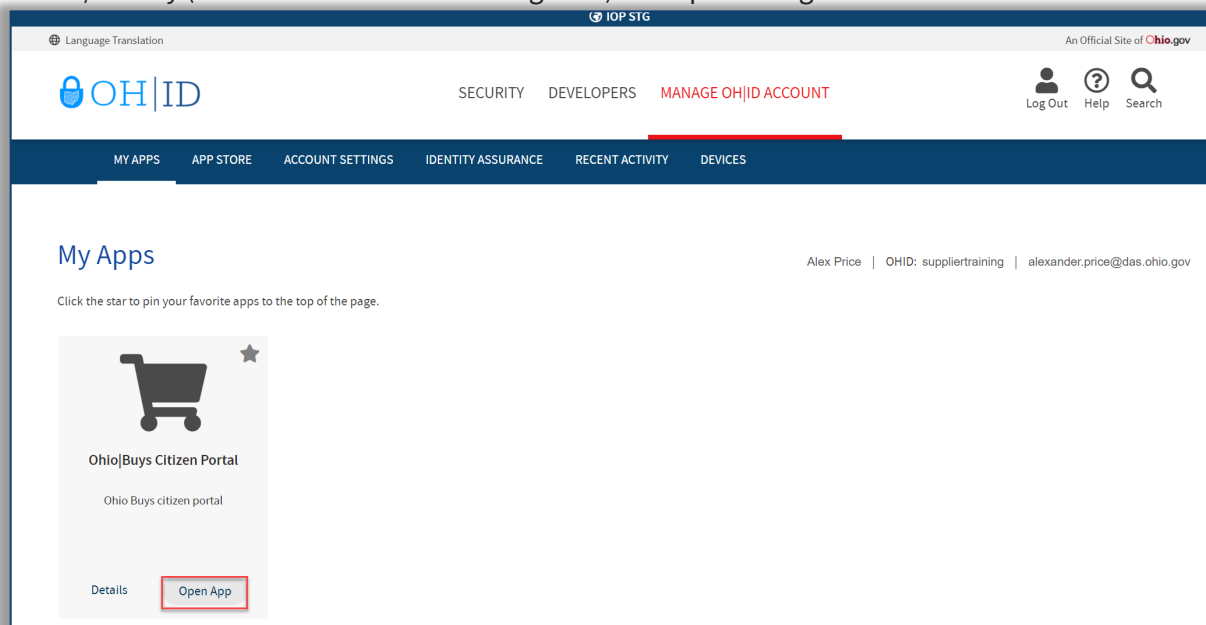 IOP STG
Language Translation An Official Site of Ohio.gov
OH|ID SECURITY DEVELOPERS MANAGE OH|ID ACCOUNT Log Out Help Search
MY APPS APP STORE ACCOUNT SETTINGS IDENTITY ASSURANCE RECENT ACTIVITY DEVICES
My Apps Alex Price | OHID: suppliertraining | alexander.price@das.ohio.gov
Click the star to pin your favorite apps to the top of the page.
Ohio|Buys Citizen Portal
Ohio Buys citizen portal
Details Open App